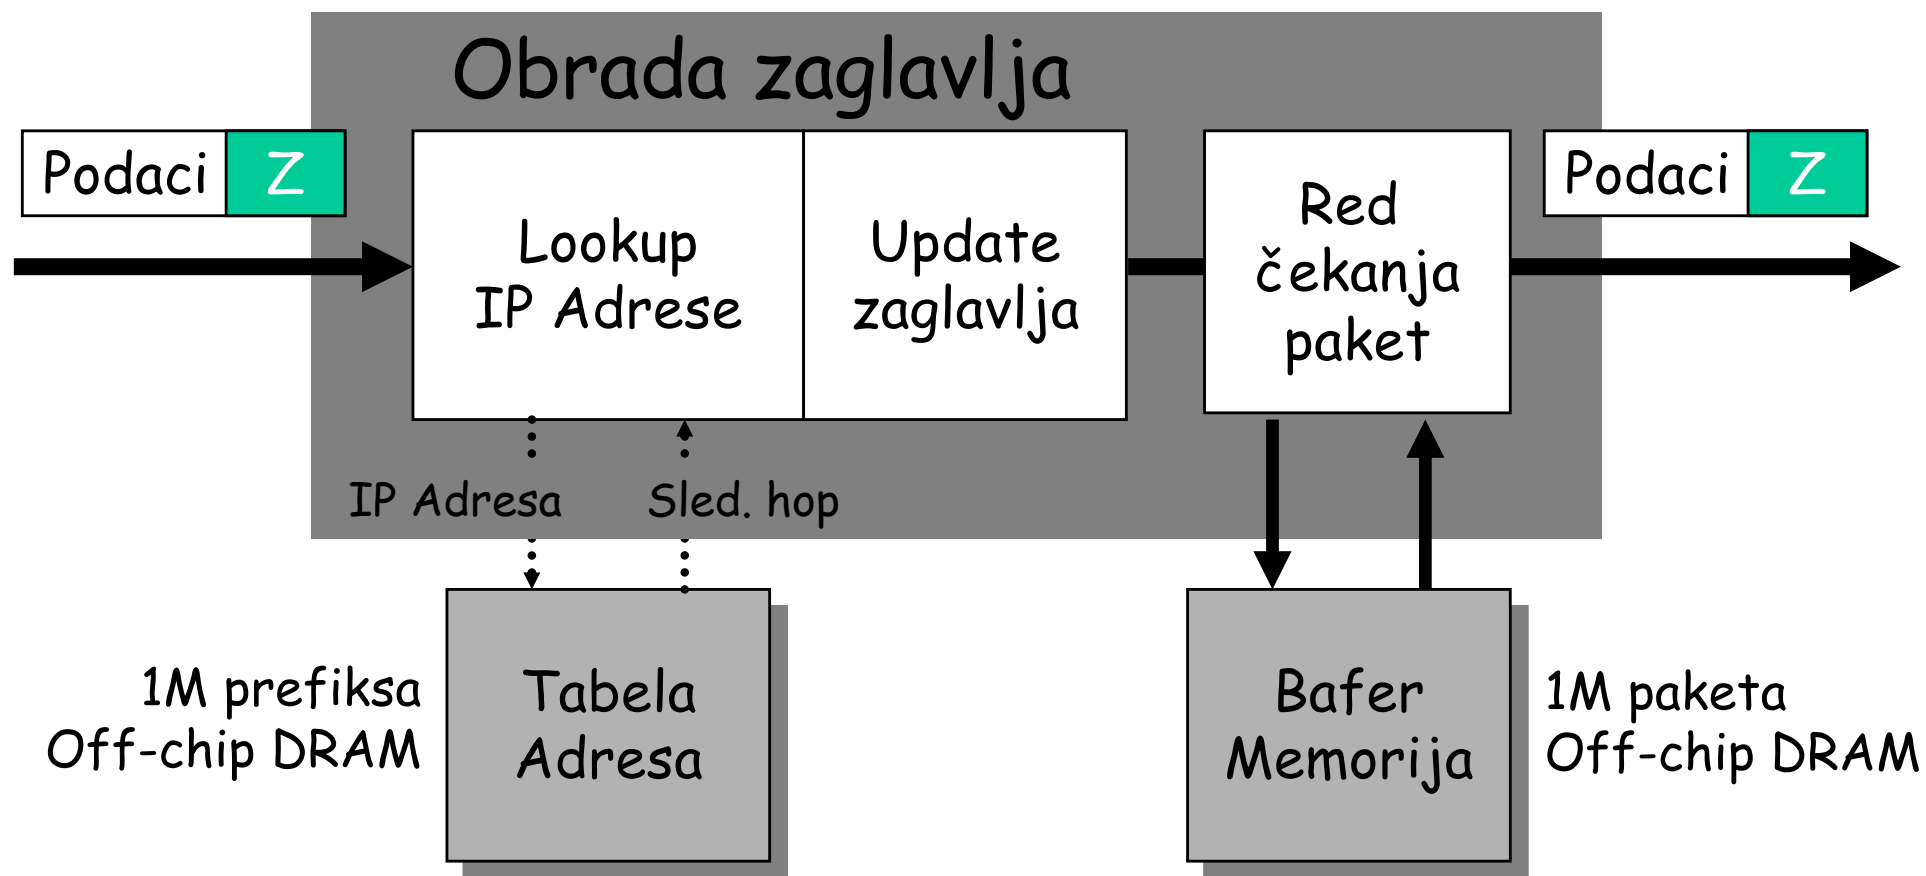 Obrada zaglavlja
Podaci Z
Lookup
IP Adrese
Update
zaglavlja
Red
čekanja
paket
Podaci Z
IP Adresa
Sled. hop
1M prefiksa
Off-chip DRAM
Tabela
Adresa
Bafer
Memorija
1M paketa
Off-chip DRAM